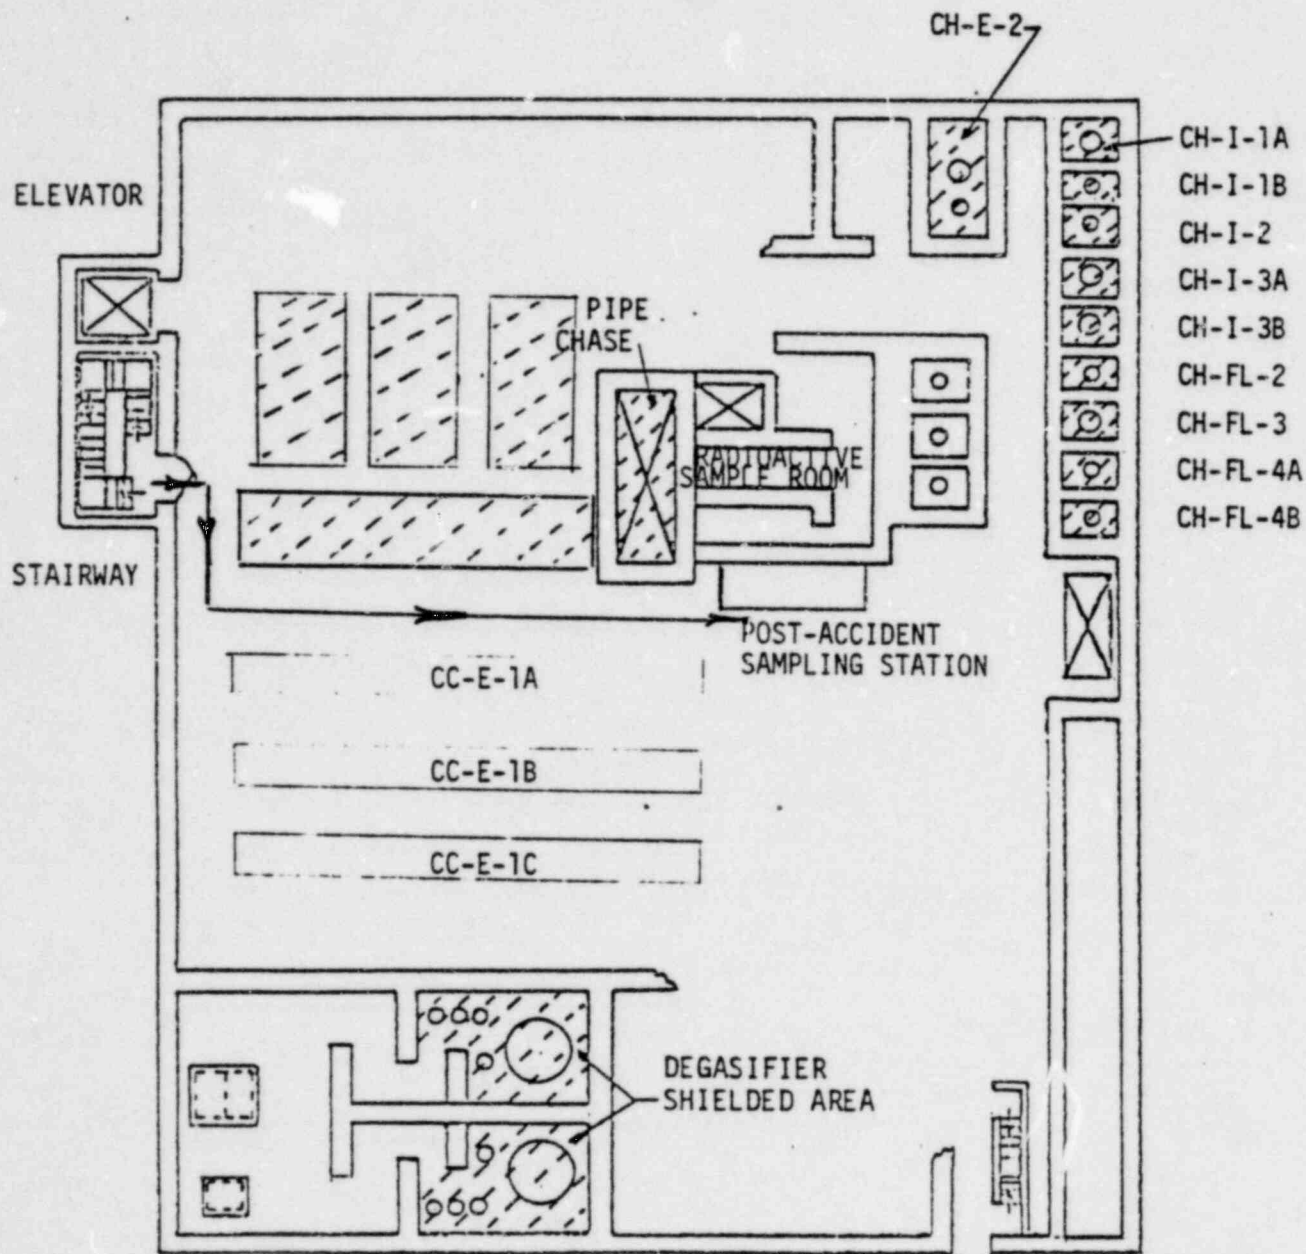 CH-E-2
CH-I-1A
CH-I-1B
CH-I-2
CH-I-3A
CH-I-3B
CH-FL-2
CH-FL-3
CH-FL-4A
CH-FL-4B
ELEVATOR
PIPE
CHASE
RADIOACTIVE
SAMPLE ROOM
STAIRWAY
POST-ACCIDENT
SAMPLING STATION
CC-E-1A
CC-E-1B
CC-E-1C
DEGASIFIER
SHIELDED AREA